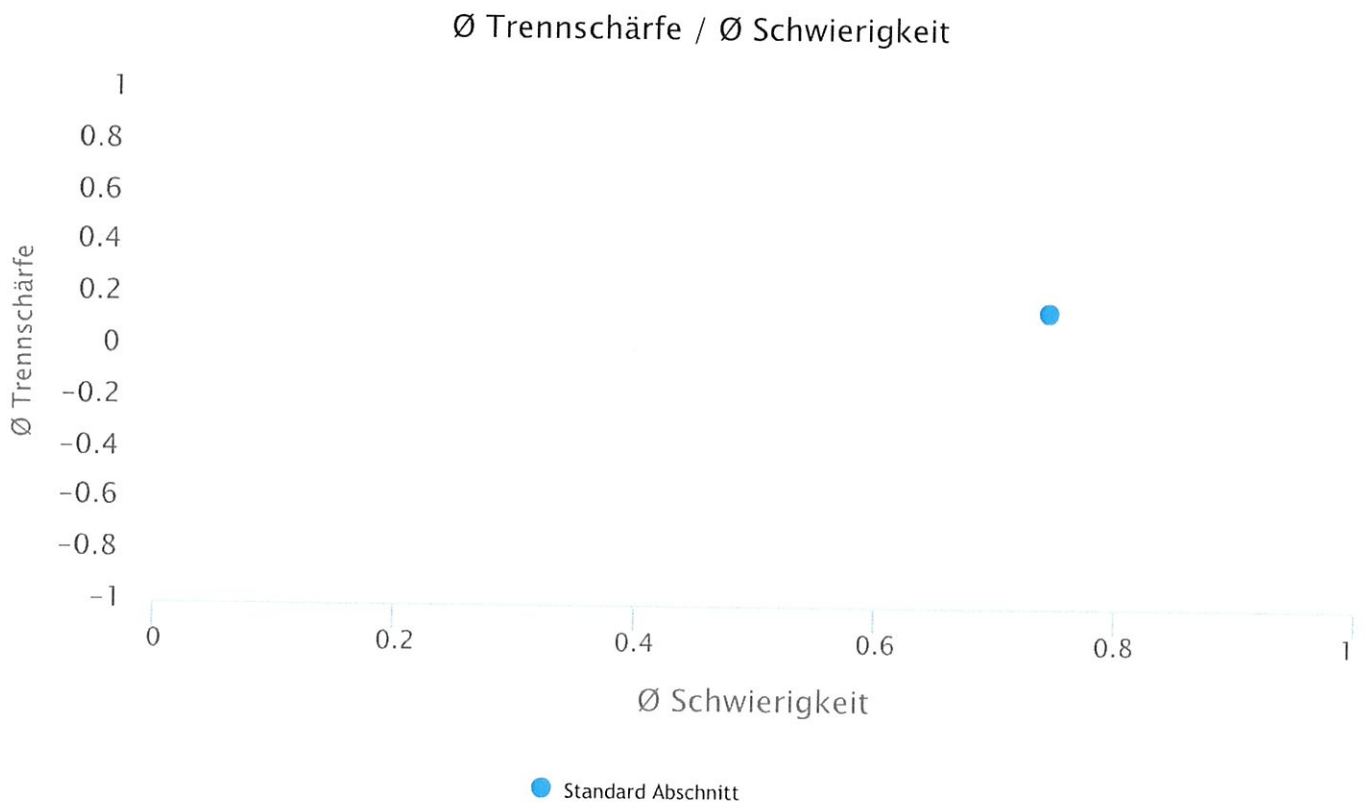 Ø Trennschärfe / Ø Schwierigkeit
1
0.8
0.6
0.4
0.2
0
-0.2
-0.4
-0.6
-0.8
-1
Ø Trennschärfe
0 0.2 0.4 0.6 0.8 1
Ø Schwierigkeit
Standard Abschnitt